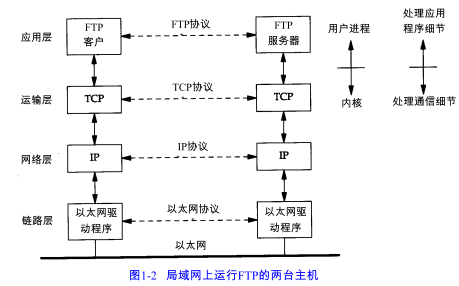 应用层
FTP
客户
FTP协议
FTP
服务器
用户进程
内核
处理应用
程序细节
处理通信细节
运输层
TCP
TCP协议
TCP
网络层
IP
IP协议
IP
链路层
以太网驱
动程序
以太网协议
以太网驱
动程序
以太网
图1-2 局域网上运行FTP的两台主机